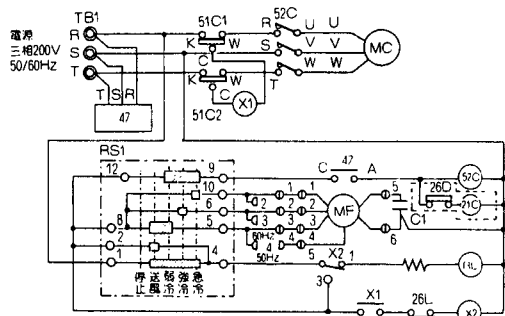 TB1
電源
三相200V
50/60Hz
R
S
T
T S R
47
51C1
K W
C
K W
C
51C2
X1
52C
R U U
S V V
T W W
MC
RS1
12
9
10
6
8
5
2
1
4
停止 送風 弱冷 強冷 急冷
C 47 A
52C
26D
21C
C1
1 1
2 2 2
3 3 3
4 4 4
60Hz
50Hz
MF
5
6
5 X2 1
3
RL
X1 26L
X2